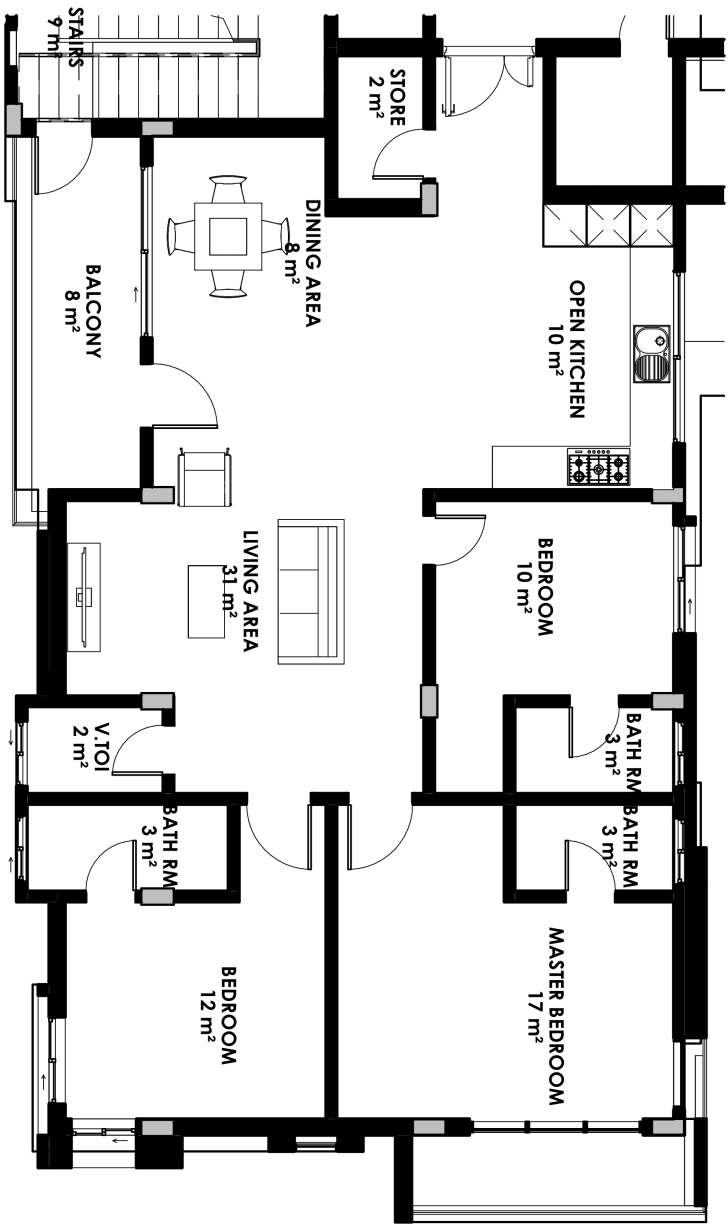 STAIRS
9 m²
STORE
2 m²
DINING AREA
8 m²
BALCONY
8 m²
OPEN KITCHEN
10 m²
LIVING AREA
31 m²
BEDROOM
10 m²
V.TOI
2 m²
BATH RM
3 m²
BATH RM
3 m²
BATH RM
3 m²
BEDROOM
12 m²
MASTER BEDROOM
17 m²